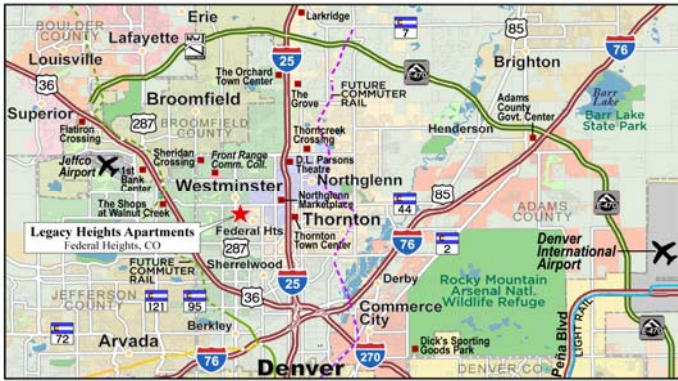 BOULDER
COUNTY
Erie
Lafayette
Louisville
36
Superior
Flatiron
Crossing
287
Broomfield
BROOMFIELD
COUNTY
Larkridge
25
7
The Orchard
Town Center
The
Grove
FUTURE
COMMUTER
RAIL
85
76
Brighton
Adams
County
Govt. Center
Barr
Lake
Barr Lake
State Park
Henderson
Thorncreek
Crossing
D.L. Parsons
Theatre
Northglenn
Jeffco
Airport
1st
Bank
Center
Sheridan
Crossing
Front Range
Comm. Coll.
Westminster
The Shops
at Walnut Creek
Northglenn
Marketplace
Thornton
Thornton
Town Center
44
85
ADAMS
COUNTY
Legacy Heights Apartments
Federal Heights, CO
Federal Hts
287
Sherrelwood
76
2
Denver
International
Airport
FUTURE
COMMUTER
RAIL
JEFFERSON
COUNTY
121
95
36
25
Derby
Rocky Mountain
Arsenal Natl.
Wildlife Refuge
Commerce
City
72
Arvada
Berkley
76
Denver
270
Dick's Sporting
Goods Park
Peña Blvd
LIGHT RAIL
DENVER CO